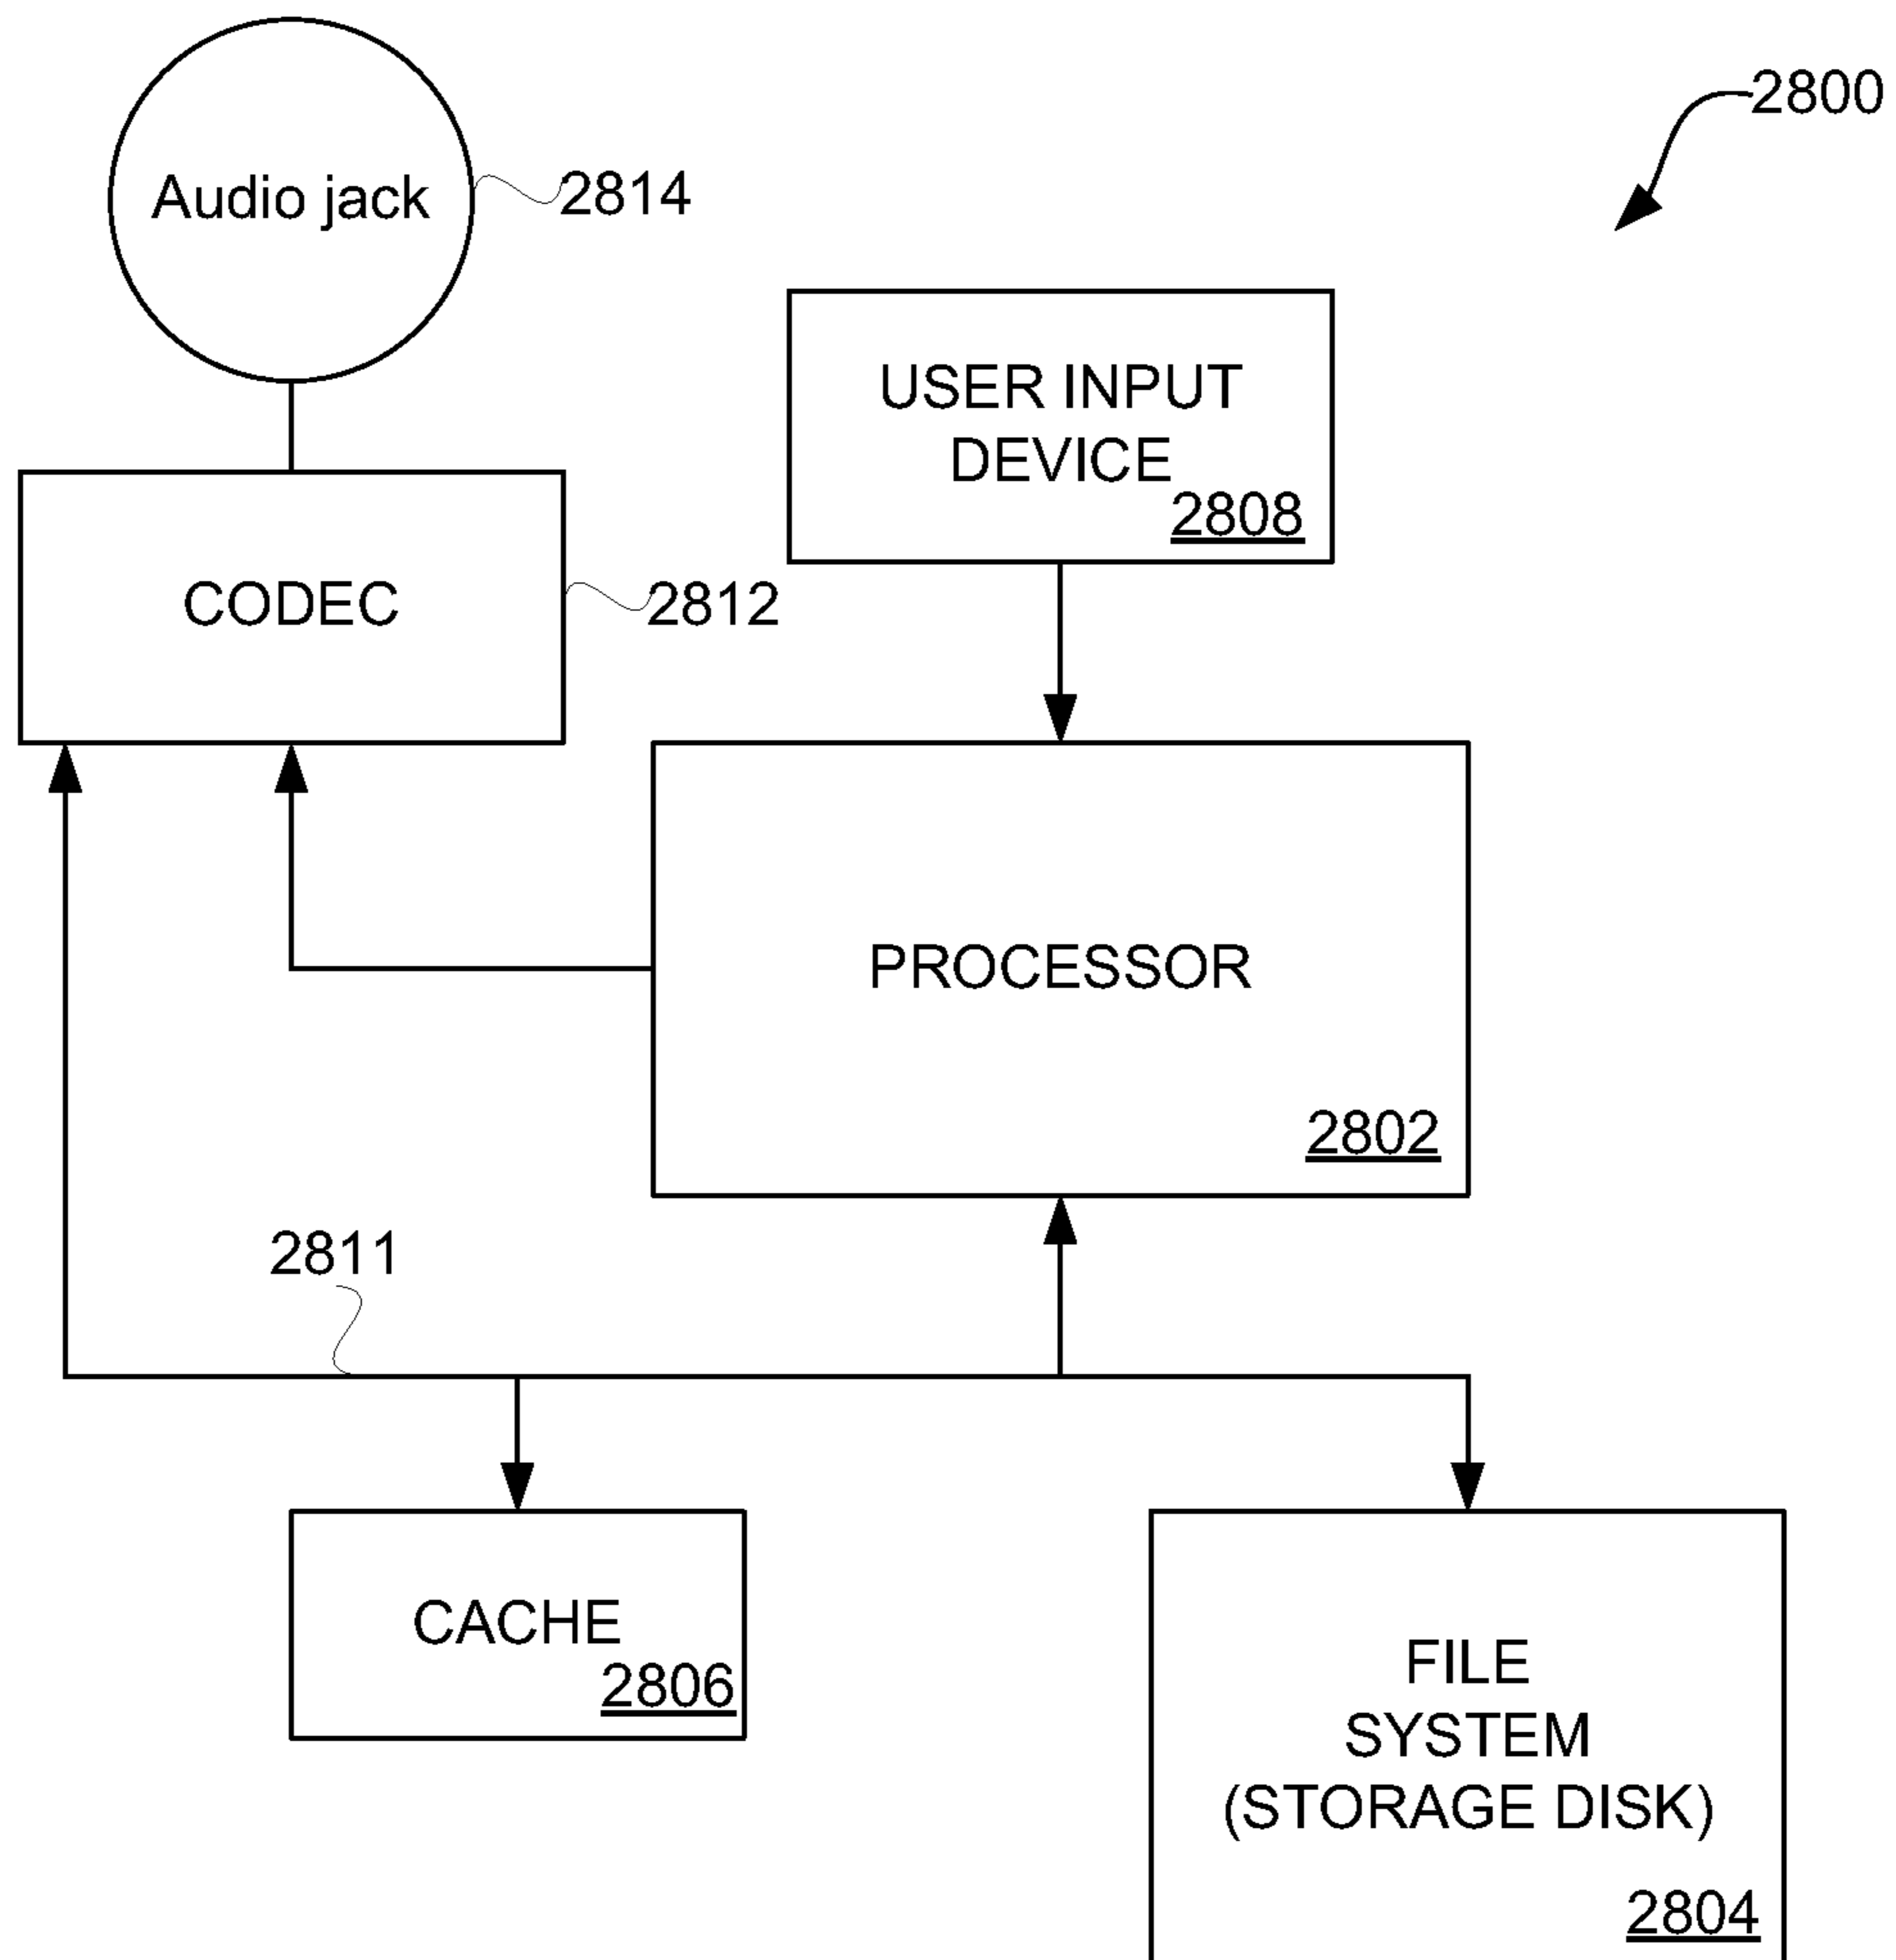 2800
Audio jack
2814
USER INPUT
DEVICE
2808
CODEC
2812
PROCESSOR
2802
2811
CACHE
2806
FILE
SYSTEM
(STORAGE DISK)
2804